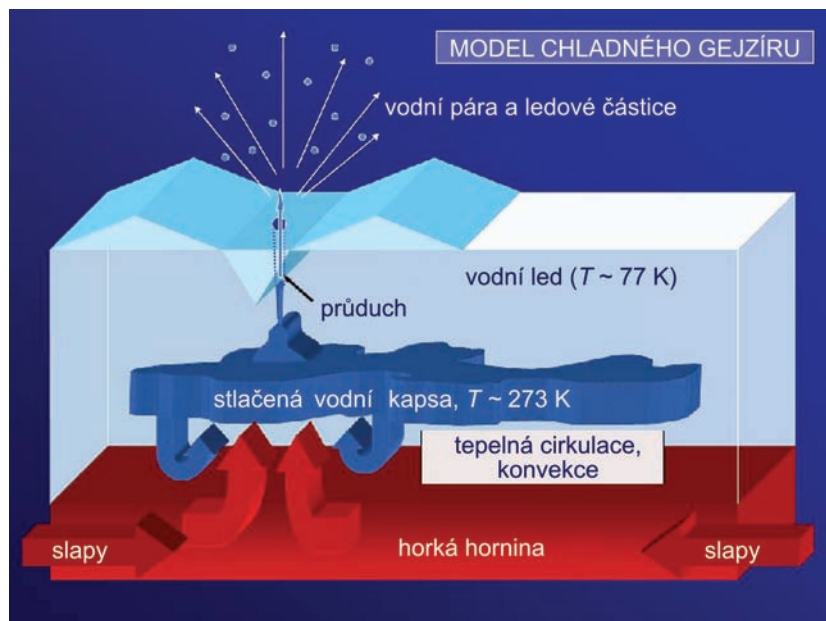 MODEL CHLADNÉHO GEJZÍRU
vodní pára a ledové částice
vodní led (T ~ 77 K)
průduch
stlačená vodní kapsa, T ~ 273 K
tepelná cirkulace,
konvekce
slapy
horká hornina
slapy